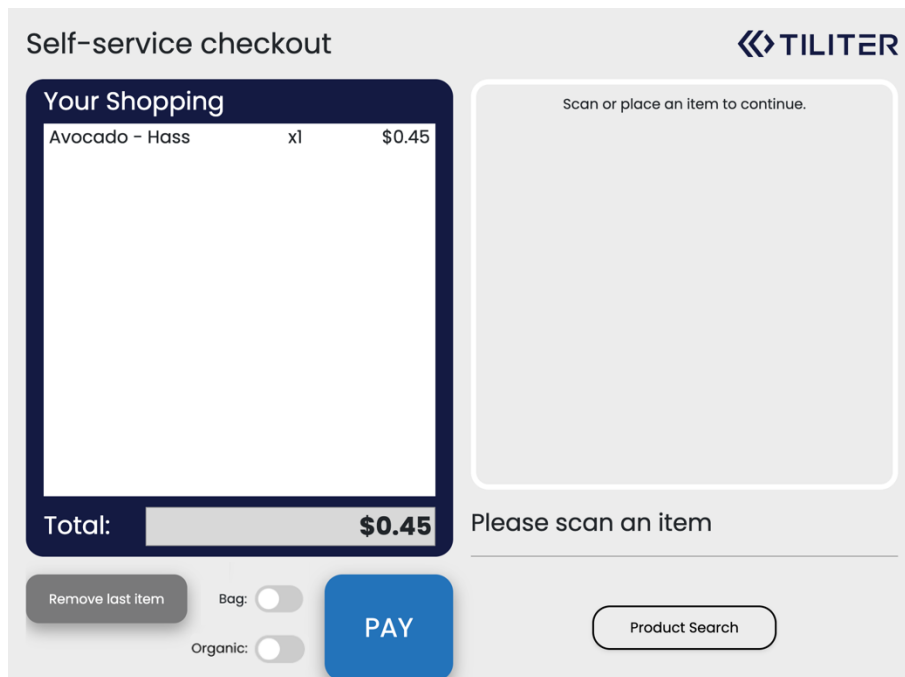 Self-service checkout
TILITER
Your Shopping
Avocado - Hass x1 $0.45
Total: $0.45
Scan or place an item to continue.
Please scan an item
Remove last item
Bag:
Organic:
PAY
Product Search